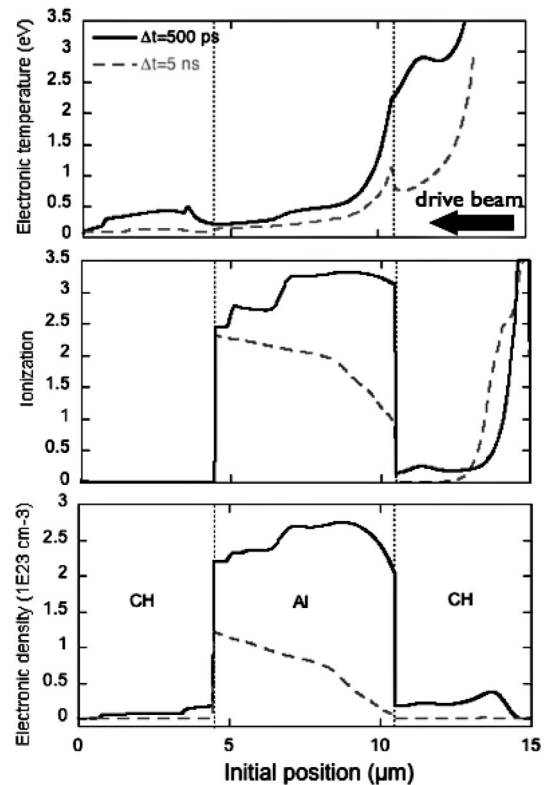 Electronic temperature (eV)
3.5
3
2.5
2
1.5
1
0.5
0
Δt=500 ps
Δt=5 ns
drive beam
Ionization
3.5
3
2.5
2
1.5
1
0.5
0
Electronic density (1E23 cm-3)
3
2.5
2
1.5
1
0.5
0
CH
Al
CH
0
5
10
15
Initial position (µm)